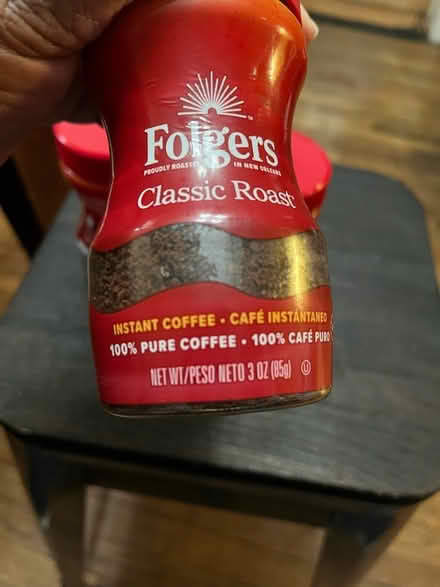 Folgers
PROUDLY ROASTED IN NEW ORLEANS
Classic Roast
INSTANT COFFEE • CAFÉ INSTANTÁNEO
100% PURE COFFEE • 100% CAFÉ PURO
NET WT/PESO NETO 3 OZ (85g) U